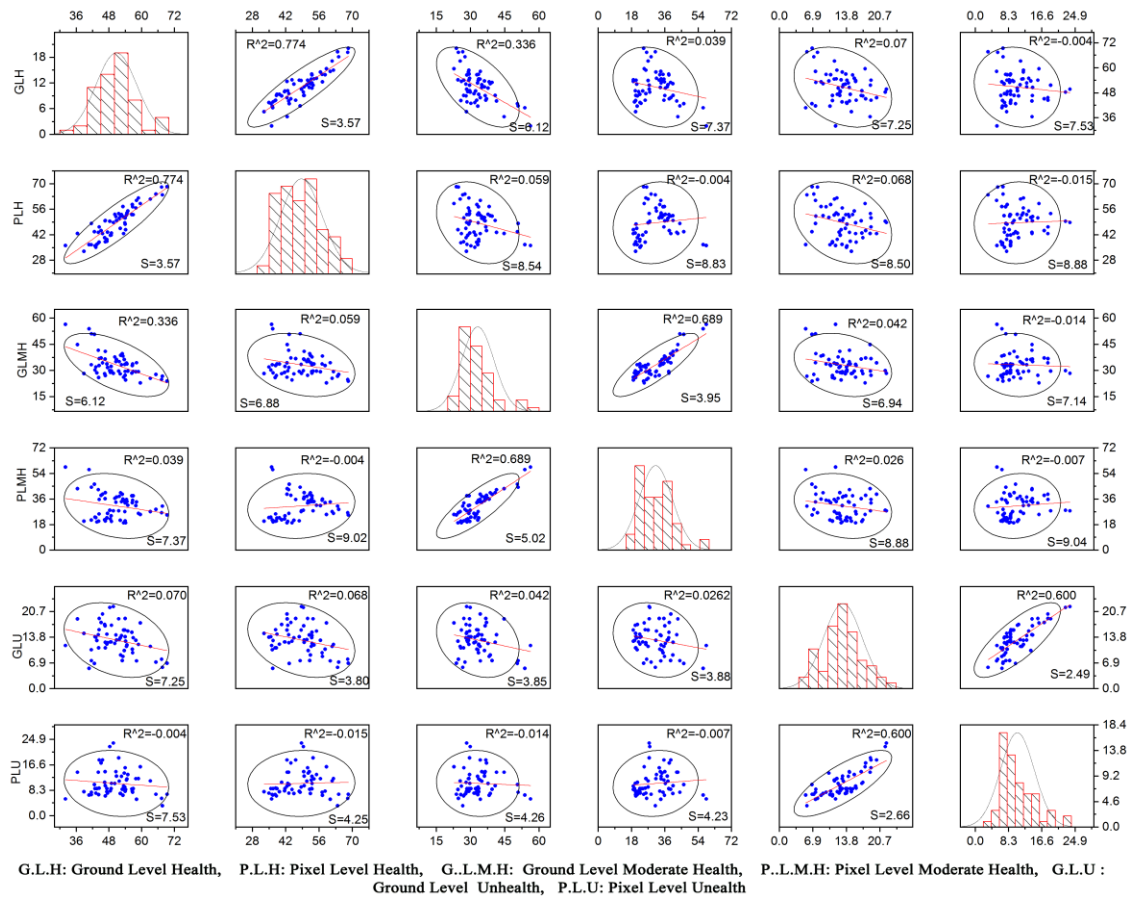 36 48 60 72 28 42 56 70 15 30 45 60 0 18 36 54 72 0.0 6.9 13.8 20.7 0.0 8.3 16.6 24.9
GLH 18 12 6 0 R^2=0.774 S=3.57 R^2=0.336 S=6.12 R^2=0.039 S=7.37 R^2=0.07 S=7.25 R^2=-0.004 S=7.53 72 60 48 36
PLH 70 56 42 28 R^2=0.774 S=3.57 R^2=0.059 S=8.54 R^2=-0.004 S=8.83 R^2=0.068 S=8.50 R^2=-0.015 S=8.88 70 56 42 28
GLMH 60 45 30 15 R^2=0.336 S=6.12 R^2=0.059 S=6.88 R^2=0.689 S=3.95 R^2=0.042 S=6.94 R^2=-0.014 S=7.14 60 45 30 15
PLMH 72 54 36 18 0 R^2=0.039 S=7.37 R^2=-0.004 S=9.02 R^2=0.689 S=5.02 R^2=0.026 S=8.88 R^2=-0.007 S=9.04 72 54 36 18 0
GLU 20.7 13.8 6.9 0.0 R^2=0.070 S=7.25 R^2=0.068 S=3.80 R^2=0.042 S=3.85 R^2=0.0262 S=3.88 R^2=0.600 S=2.49 20.7 13.8 6.9 0.0
PLU 24.9 16.6 8.3 0.0 R^2=-0.004 S=7.53 R^2=-0.015 S=4.25 R^2=-0.014 S=4.26 R^2=-0.007 S=4.23 R^2=0.600 S=2.66 18.4 13.8 9.2 4.6 0.0
36 48 60 72 28 42 56 70 15 30 45 60 0 18 36 54 72 0.0 6.9 13.8 20.7 0.0 8.3 16.6 24.9
G.L.H: Ground Level Health, P.L.H: Pixel Level Health, G..L.M.H: Ground Level Moderate Health, P..L.M.H: Pixel Level Moderate Health, G.L.U :
Ground Level Unhealth, P.L.U: Pixel Level Unealth